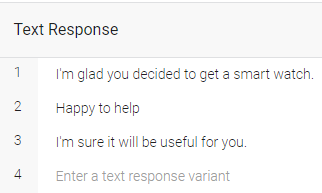 Text Response
1 I'm glad you decided to get a smart watch.
2 Happy to help
3 I'm sure it will be useful for you.
4 Enter a text response variant